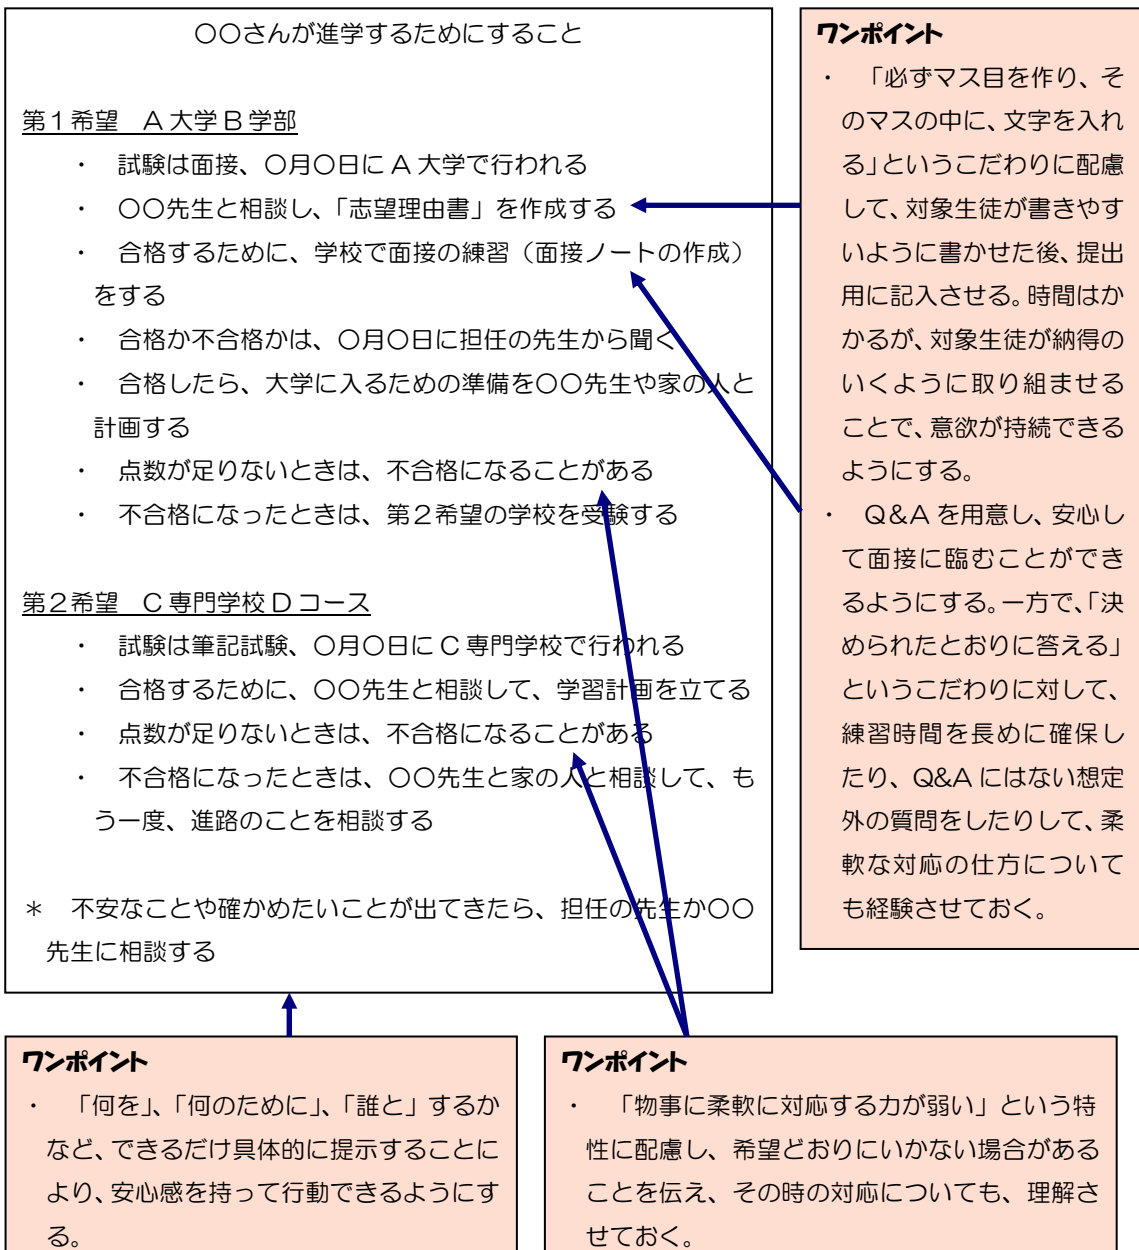 〇〇さんが進学するためにすること
第１希望　A大学B学部
・　試験は面接、〇月〇日にA大学で行われる
・　〇〇先生と相談し、「志望理由書」を作成する
・　合格するために、学校で面接の練習（面接ノートの作成）
をする
・　合格か不合格かは、〇月〇日に担任の先生から聞く
・　合格したら、大学に入るための準備を〇〇先生や家の人と
計画する
・　点数が足りないときは、不合格になることがある
・　不合格になったときは、第２希望の学校を受験する
第２希望　C専門学校Dコース
・　試験は筆記試験、〇月〇日にC専門学校で行われる
・　合格するために、〇〇先生と相談して、学習計画を立てる
・　点数が足りないときは、不合格になることがある
・　不合格になったときは、〇〇先生と家の人と相談して、も
う一度、進路のことを相談する
＊　不安なことや確かめたいことが出てきたら、担任の先生か〇〇
先生に相談する
ワンポイント
・　「必ずマス目を作り、そ
のマスの中に、文字を入れ
る」というこだわりに配慮
して、対象生徒が書きやす
いように書かせた後、提出
用に記入させる。時間はか
かるが、対象生徒が納得の
いくように取り組ませる
ことで、意欲が持続できる
ようにする。
・　Q＆Aを用意し、安心し
て面接に臨むことができ
るようにする。一方で、「決
められたとおりに答える」
というこだわりに対して、
練習時間を長めに確保し
たり、Q&Aにはない想定
外の質問をしたりして、柔
軟な対応の仕方について
も経験させておく。
ワンポイント
・　「何を」、「何のために」、「誰と」するか
など、できるだけ具体的に提示することに
より、安心感を持って行動できるようにす
る。
ワンポイント
・　「物事に柔軟に対応する力が弱い」という特
性に配慮し、希望どおりにいかない場合がある
ことを伝え、その時の対応についても、理解さ
せておく。